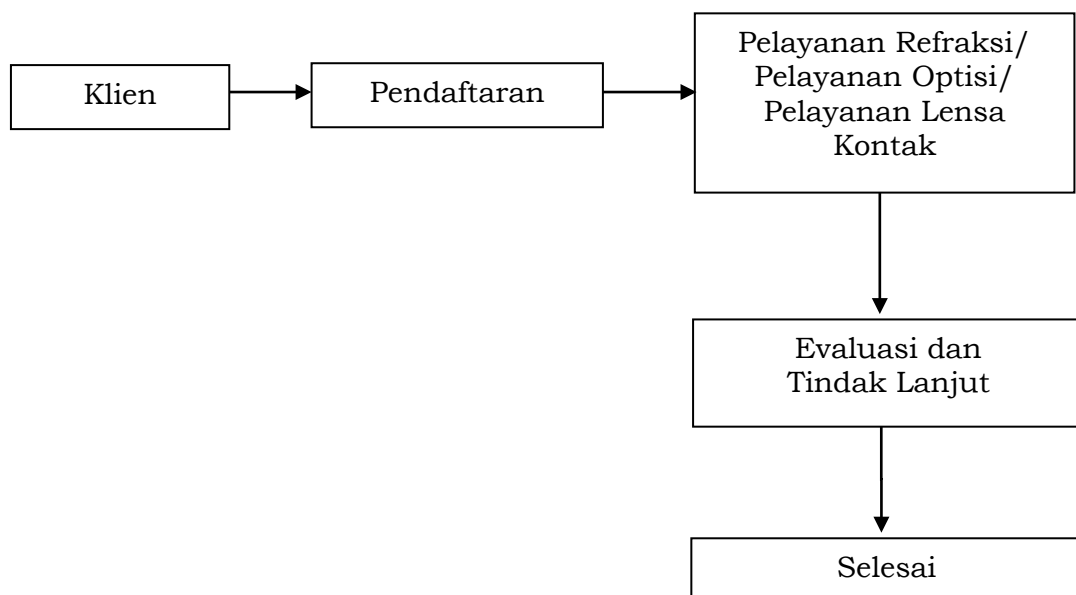 Klien
Pendaftaran
Pelayanan Refraksi/
Pelayanan Optisi/
Pelayanan Lensa
Kontak
Evaluasi dan
Tindak Lanjut
Selesai